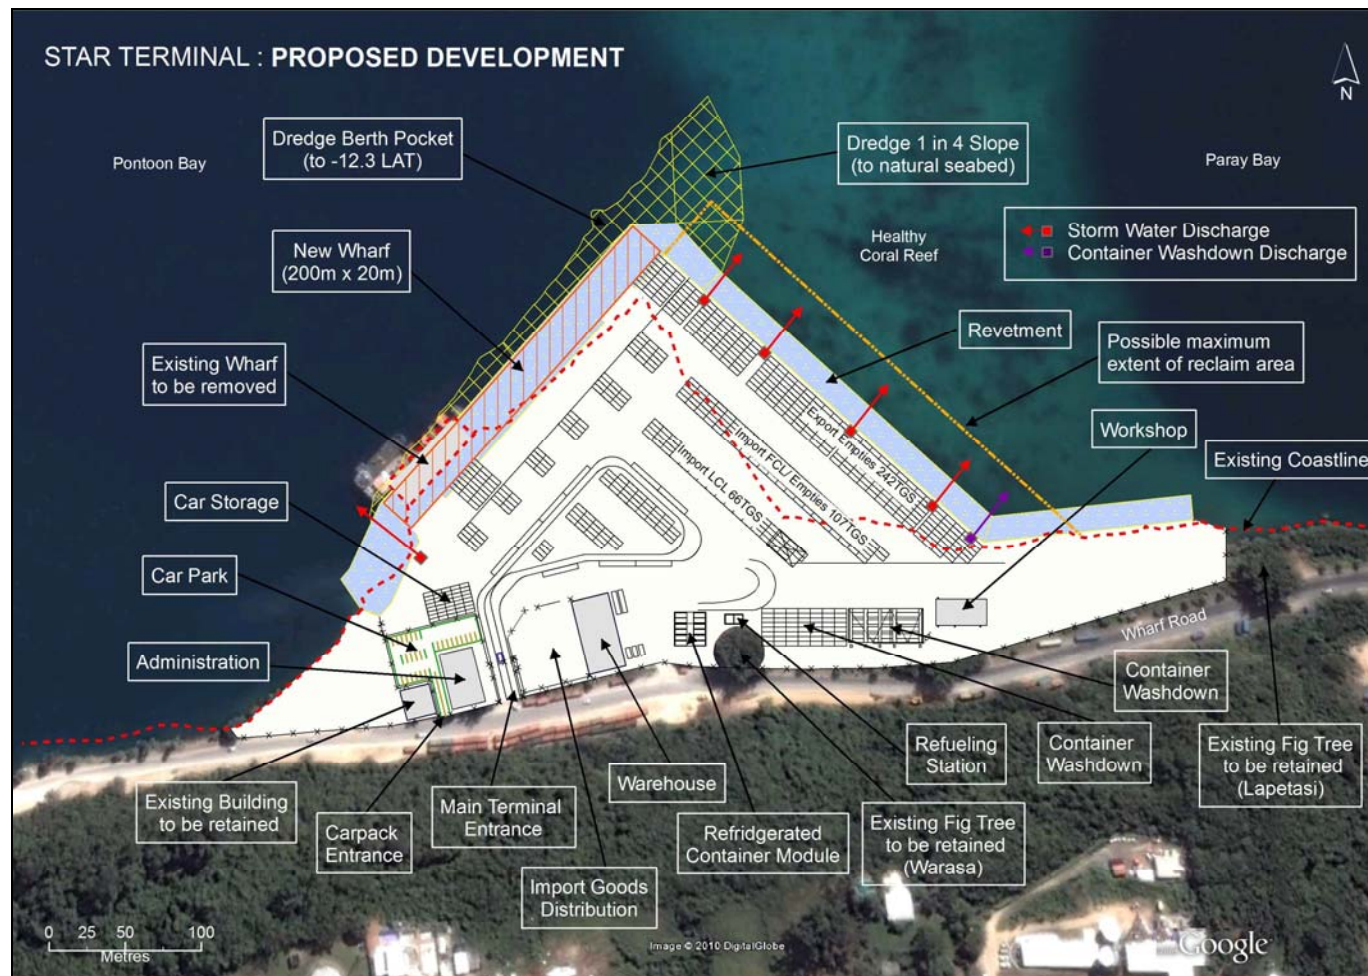 STAR TERMINAL : PROPOSED DEVELOPMENT
N
Pontoon Bay
Dredge Berth Pocket
(to -12.3 LAT)
Dredge 1 in 4 Slope
(to natural seabed)
Paray Bay
Healthy
Coral Reef
Storm Water Discharge
Container Washdown Discharge
New Wharf
(200m x 20m)
Revetment
Possible maximum
extent of reclaim area
Existing Wharf
to be removed
Workshop
Existing Coastline
Export Empties 242TGS
Import FCL/ Empties 107TGS
Import LCL 66TGS
Car Storage
Car Park
Administration
Wharf Road
Container
Washdown
Existing Building
to be retained
Carpack
Entrance
Main Terminal
Entrance
Import Goods
Distribution
Warehouse
Refridgerated
Container Module
Refueling
Station
Existing Fig Tree
to be retained
(Warasa)
Container
Washdown
Existing Fig Tree
to be retained
(Lapetasi)
0 25 50 100
Metres
Image © 2010 DigitalGlobe
Google